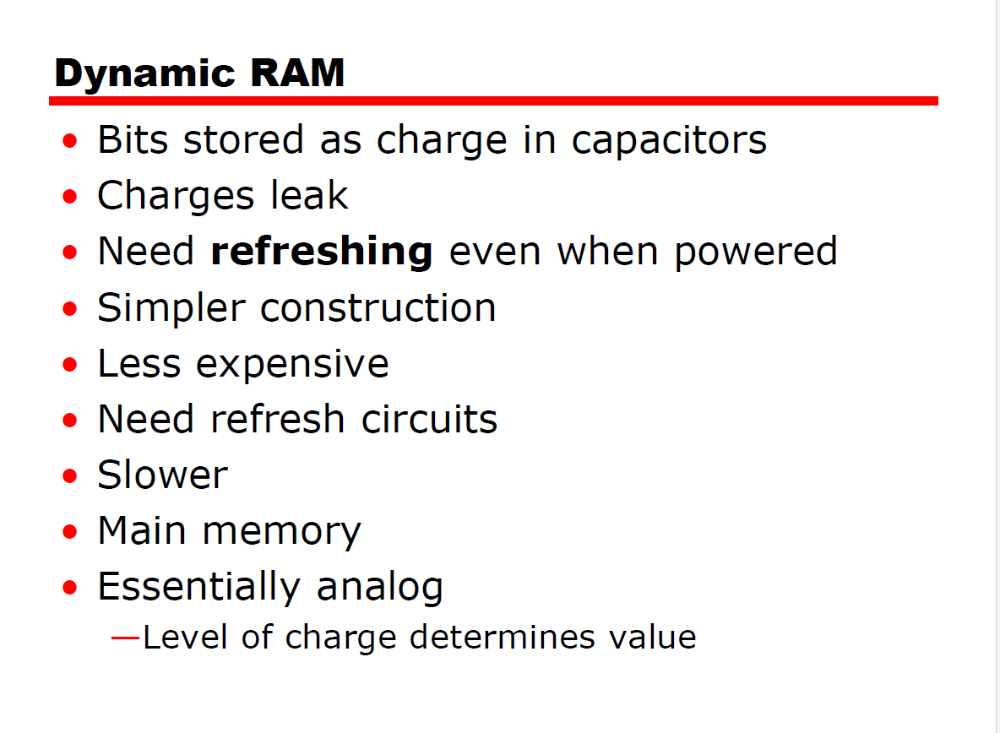 Dynamic RAM
• Bits stored as charge in capacitors
• Charges leak
• Need refreshing even when powered
• Simpler construction
• Less expensive
• Need refresh circuits
• Slower
• Main memory
• Essentially analog
—Level of charge determines value